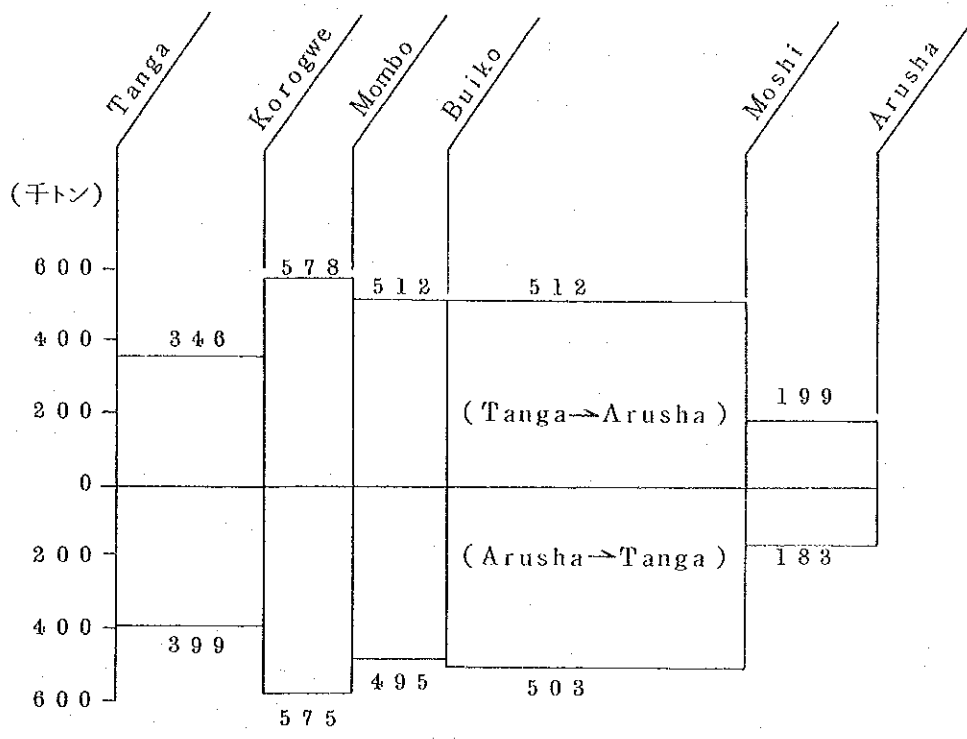 Tanga
Korogwe
Mombo
Buiko
Moshi
Arusha
(千トン)
600
578
512
512
400
346
200
(Tanga→Arusha)
199
0
200
(Arusha→Tanga)
183
400
399
495
503
600
575